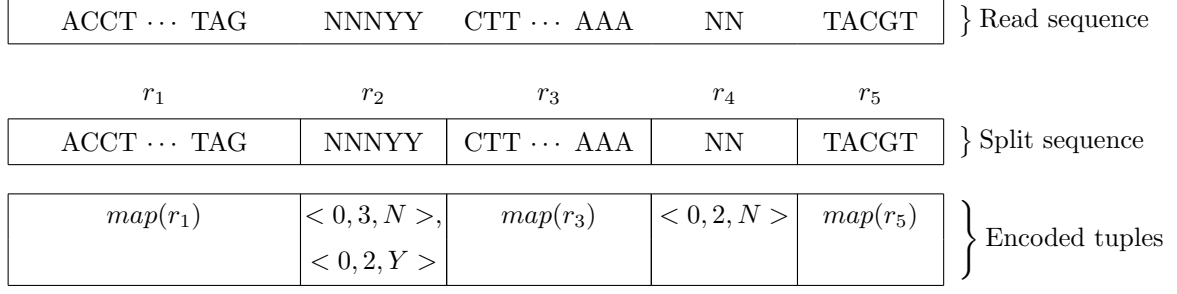 ACCT ⋯ TAG NNNYY CTT ⋯ AAA NN TACGT } Read sequence
r₁ r₂ r₃ r₄ r₅
ACCT ⋯ TAG NNNYY CTT ⋯ AAA NN TACGT } Split sequence
map(r₁) < 0, 3, N >, map(r₃) < 0, 2, N > map(r₅)
< 0, 2, Y > } Encoded tuples